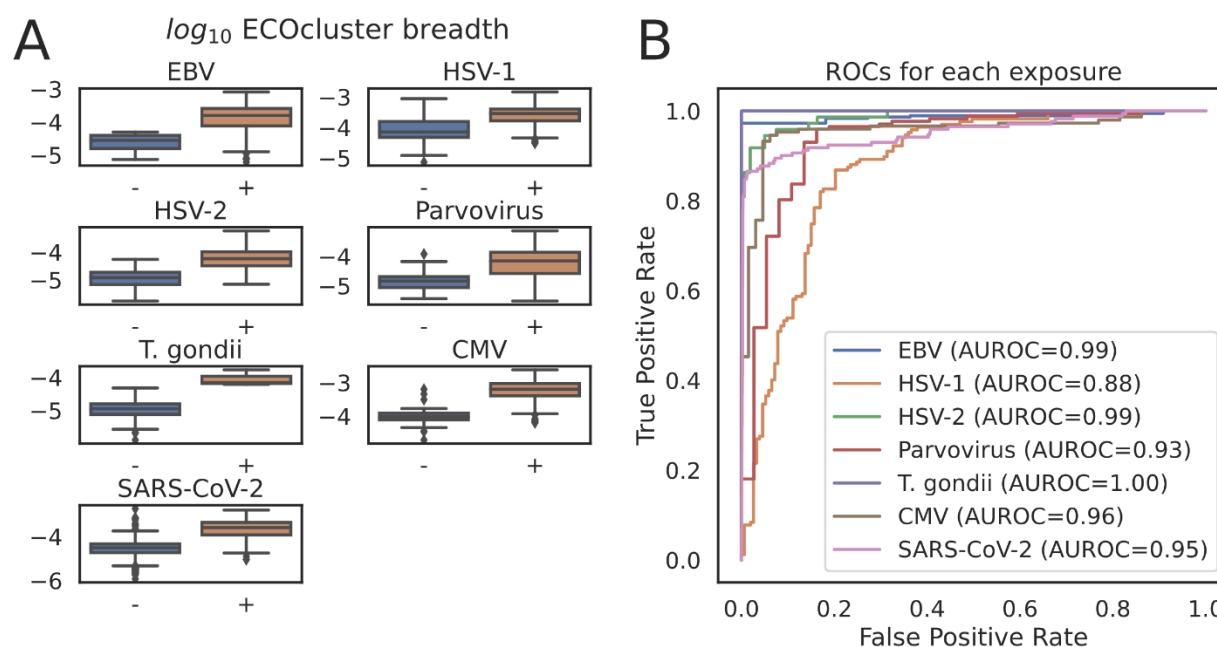 A
log₁₀ ECOcluster breadth
EBV
HSV-1
−3
−4
−5
- +
−3
−4
−5
- +
HSV-2
Parvovirus
−4
−5
- +
−4
−5
- +
T. gondii
CMV
−4
−5
- +
−3
−4
- +
SARS-CoV-2
−4
−6
- +
B
ROCs for each exposure
True Positive Rate
1.0
0.8
0.6
0.4
0.2
0.0
EBV (AUROC=0.99)
HSV-1 (AUROC=0.88)
HSV-2 (AUROC=0.99)
Parvovirus (AUROC=0.93)
T. gondii (AUROC=1.00)
CMV (AUROC=0.96)
SARS-CoV-2 (AUROC=0.95)
0.0 0.2 0.4 0.6 0.8 1.0
False Positive Rate